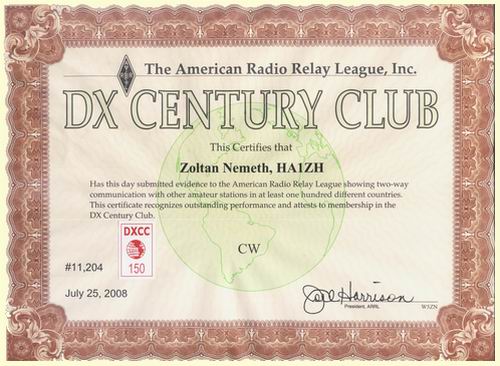 The American Radio Relay League, Inc.
DX CENTURY CLUB
This Certifies that
Zoltan Nemeth, HA1ZH
Has this day submitted evidence to the American Radio Relay League showing two-way
communication with other amateur stations in at least one hundred different countries.
This certificate recognizes outstanding performance and attests to membership in the
DX Century Club.
DXCC
150
CW
#11,204
July 25, 2008
Joel Harrison
President, ARRL
W5ZN